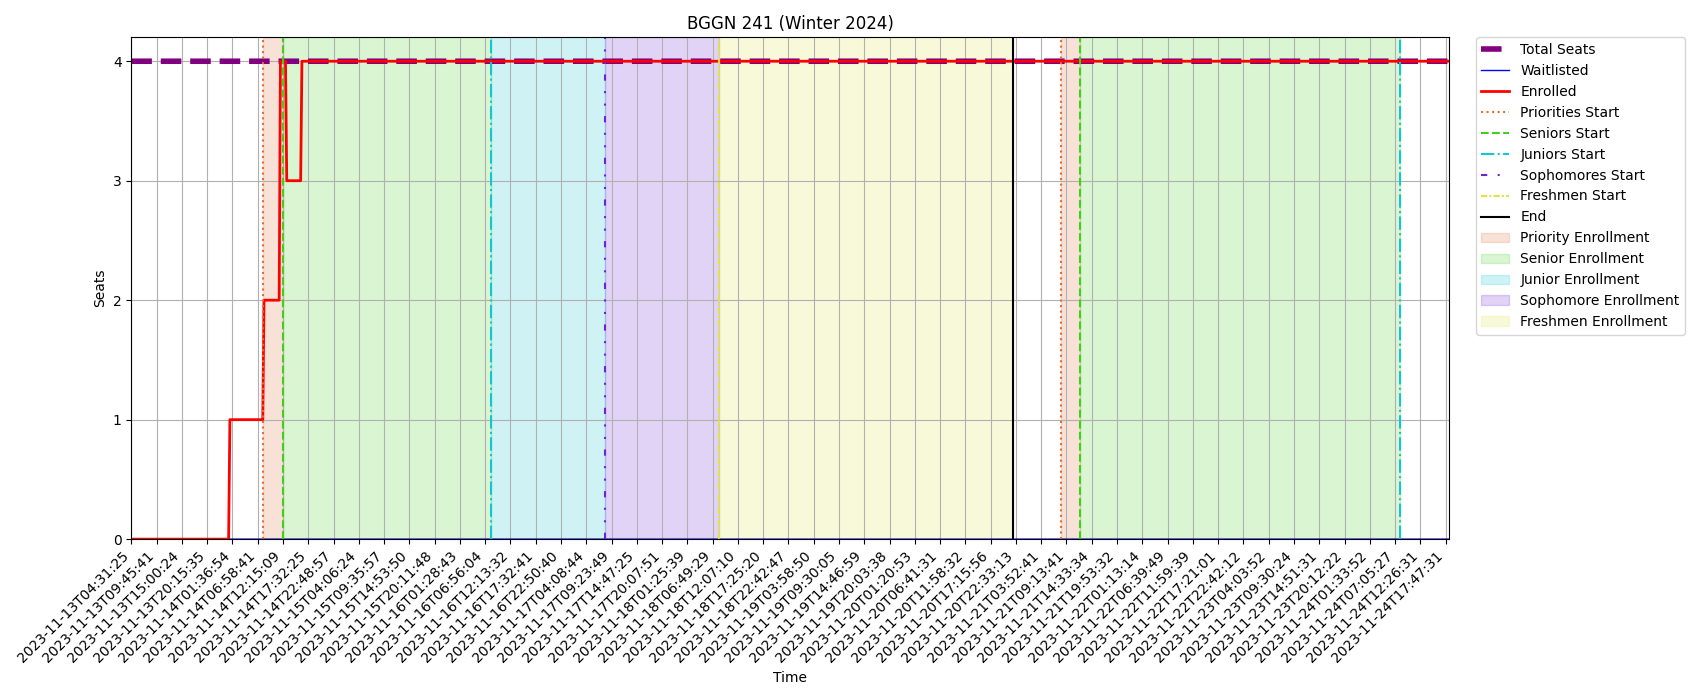 BGGN 241 (Winter 2024)
Seats
4
3
2
1
0
2023-11-13T04:31:25
2023-11-13T09:45:41
2023-11-13T15:00:24
2023-11-13T20:15:35
2023-11-14T01:36:54
2023-11-14T06:58:41
2023-11-14T12:15:09
2023-11-14T17:32:25
2023-11-14T22:48:57
2023-11-15T04:06:24
2023-11-15T09:35:57
2023-11-15T14:53:50
2023-11-15T20:11:48
2023-11-16T01:28:43
2023-11-16T06:56:04
2023-11-16T12:13:32
2023-11-16T17:32:41
2023-11-16T22:50:40
2023-11-17T04:08:44
2023-11-17T09:23:49
2023-11-17T14:47:25
2023-11-17T20:07:51
2023-11-18T01:25:39
2023-11-18T06:49:29
2023-11-18T12:07:10
2023-11-18T17:25:20
2023-11-18T22:42:47
2023-11-19T03:58:50
2023-11-19T09:30:05
2023-11-19T14:46:59
2023-11-19T20:03:38
2023-11-20T01:20:53
2023-11-20T06:41:31
2023-11-20T11:58:32
2023-11-20T17:15:56
2023-11-20T22:33:13
2023-11-21T03:52:41
2023-11-21T09:13:41
2023-11-21T14:33:34
2023-11-21T19:53:32
2023-11-22T01:13:14
2023-11-22T06:39:49
2023-11-22T11:59:39
2023-11-22T17:21:01
2023-11-22T22:42:12
2023-11-23T04:03:52
2023-11-23T09:30:24
2023-11-23T14:51:31
2023-11-23T20:12:22
2023-11-24T01:33:52
2023-11-24T07:05:27
2023-11-24T12:26:31
2023-11-24T17:47:31
Time
Total Seats
Waitlisted
Enrolled
Priorities Start
Seniors Start
Juniors Start
Sophomores Start
Freshmen Start
End
Priority Enrollment
Senior Enrollment
Junior Enrollment
Sophomore Enrollment
Freshmen Enrollment